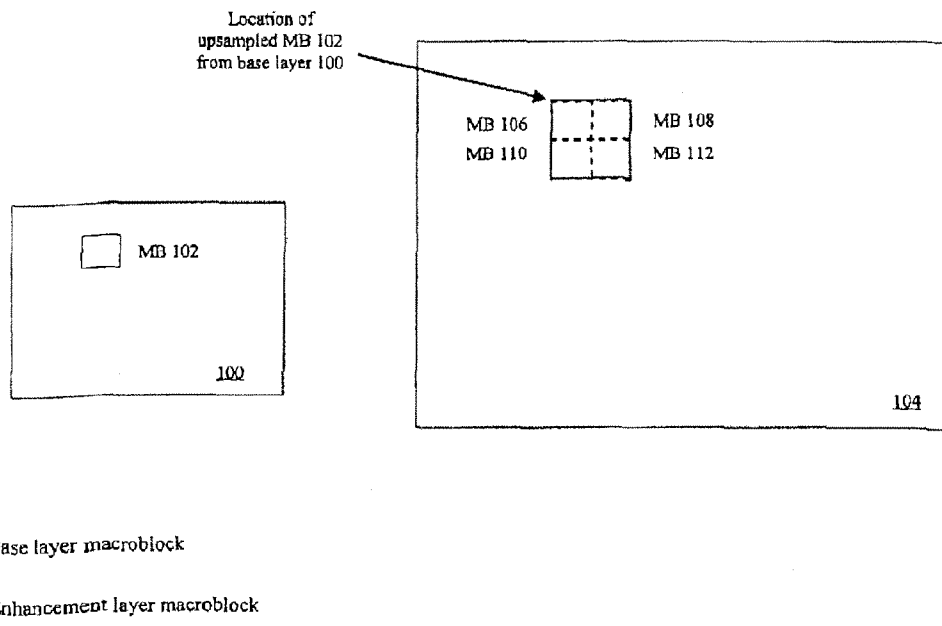 Location of
upsampled MB 102
from base layer 100
MB 106
MB 108
MB 110
MB 112
MB 102
100
104
ase layer macroblock
nhancement layer macroblock